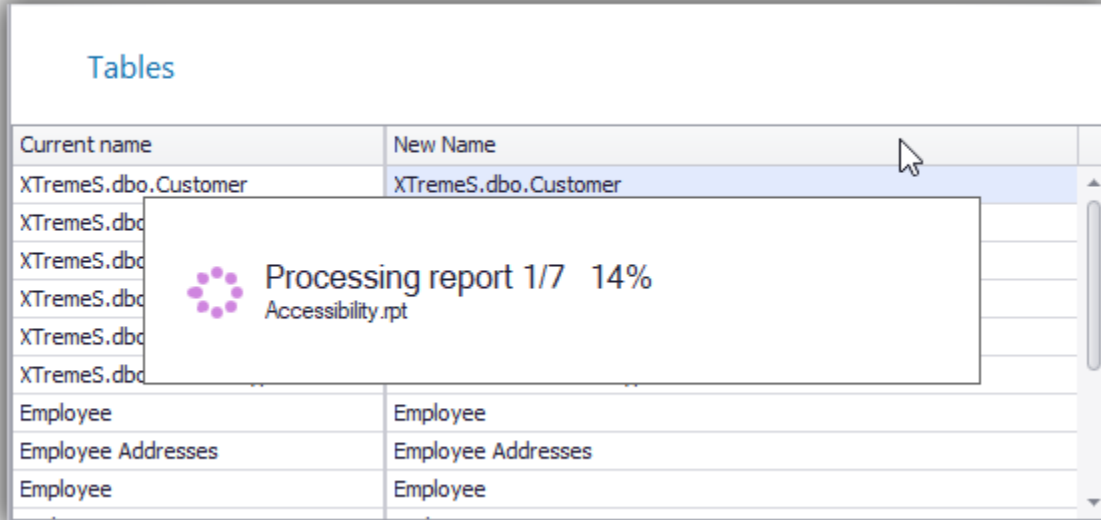 Tables
Current name New Name
XTremeS.dbo.Customer XTremeS.dbo.Customer
XTremeS.dbo
XTremeS.dbo
XTremeS.dbo
XTremeS.dbo
XTremeS.dbo
Processing report 1/7 14%
Accessibility.rpt
Employee Employee
Employee Addresses Employee Addresses
Employee Employee